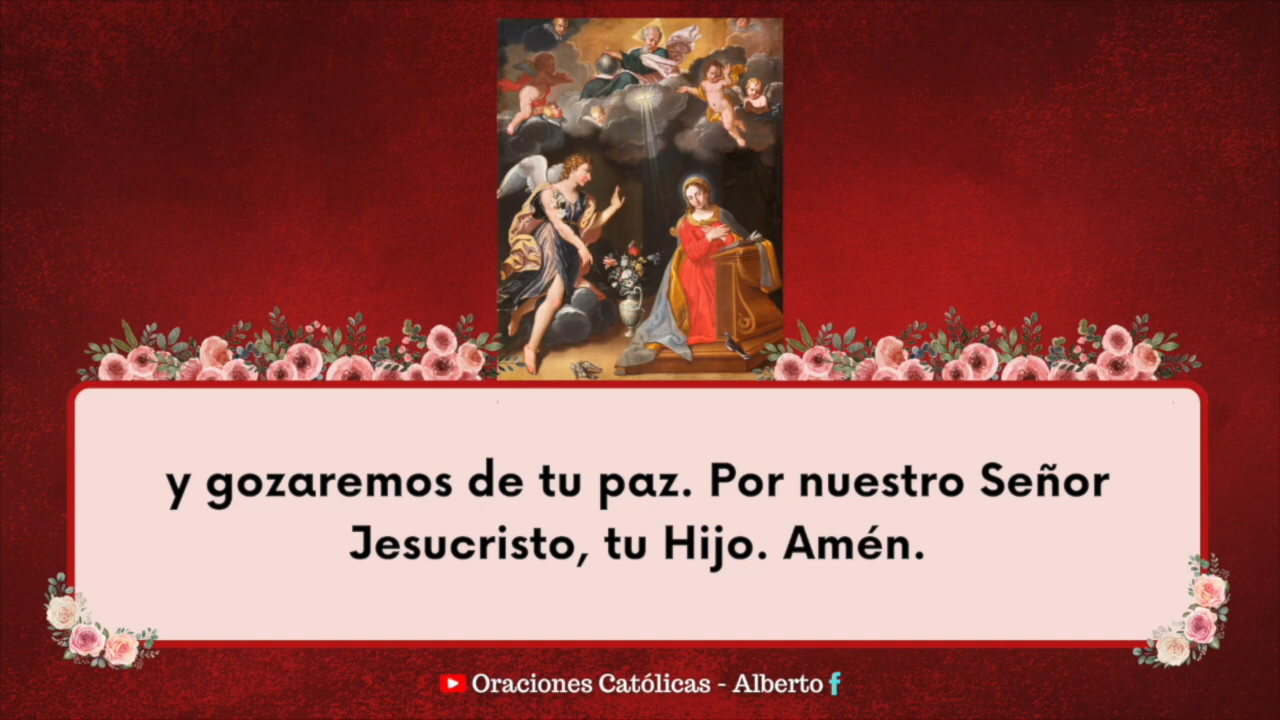 y gozaremos de tu paz. Por nuestro Señor
Jesucristo, tu Hijo. Amén.
Oraciones Católicas - Alberto